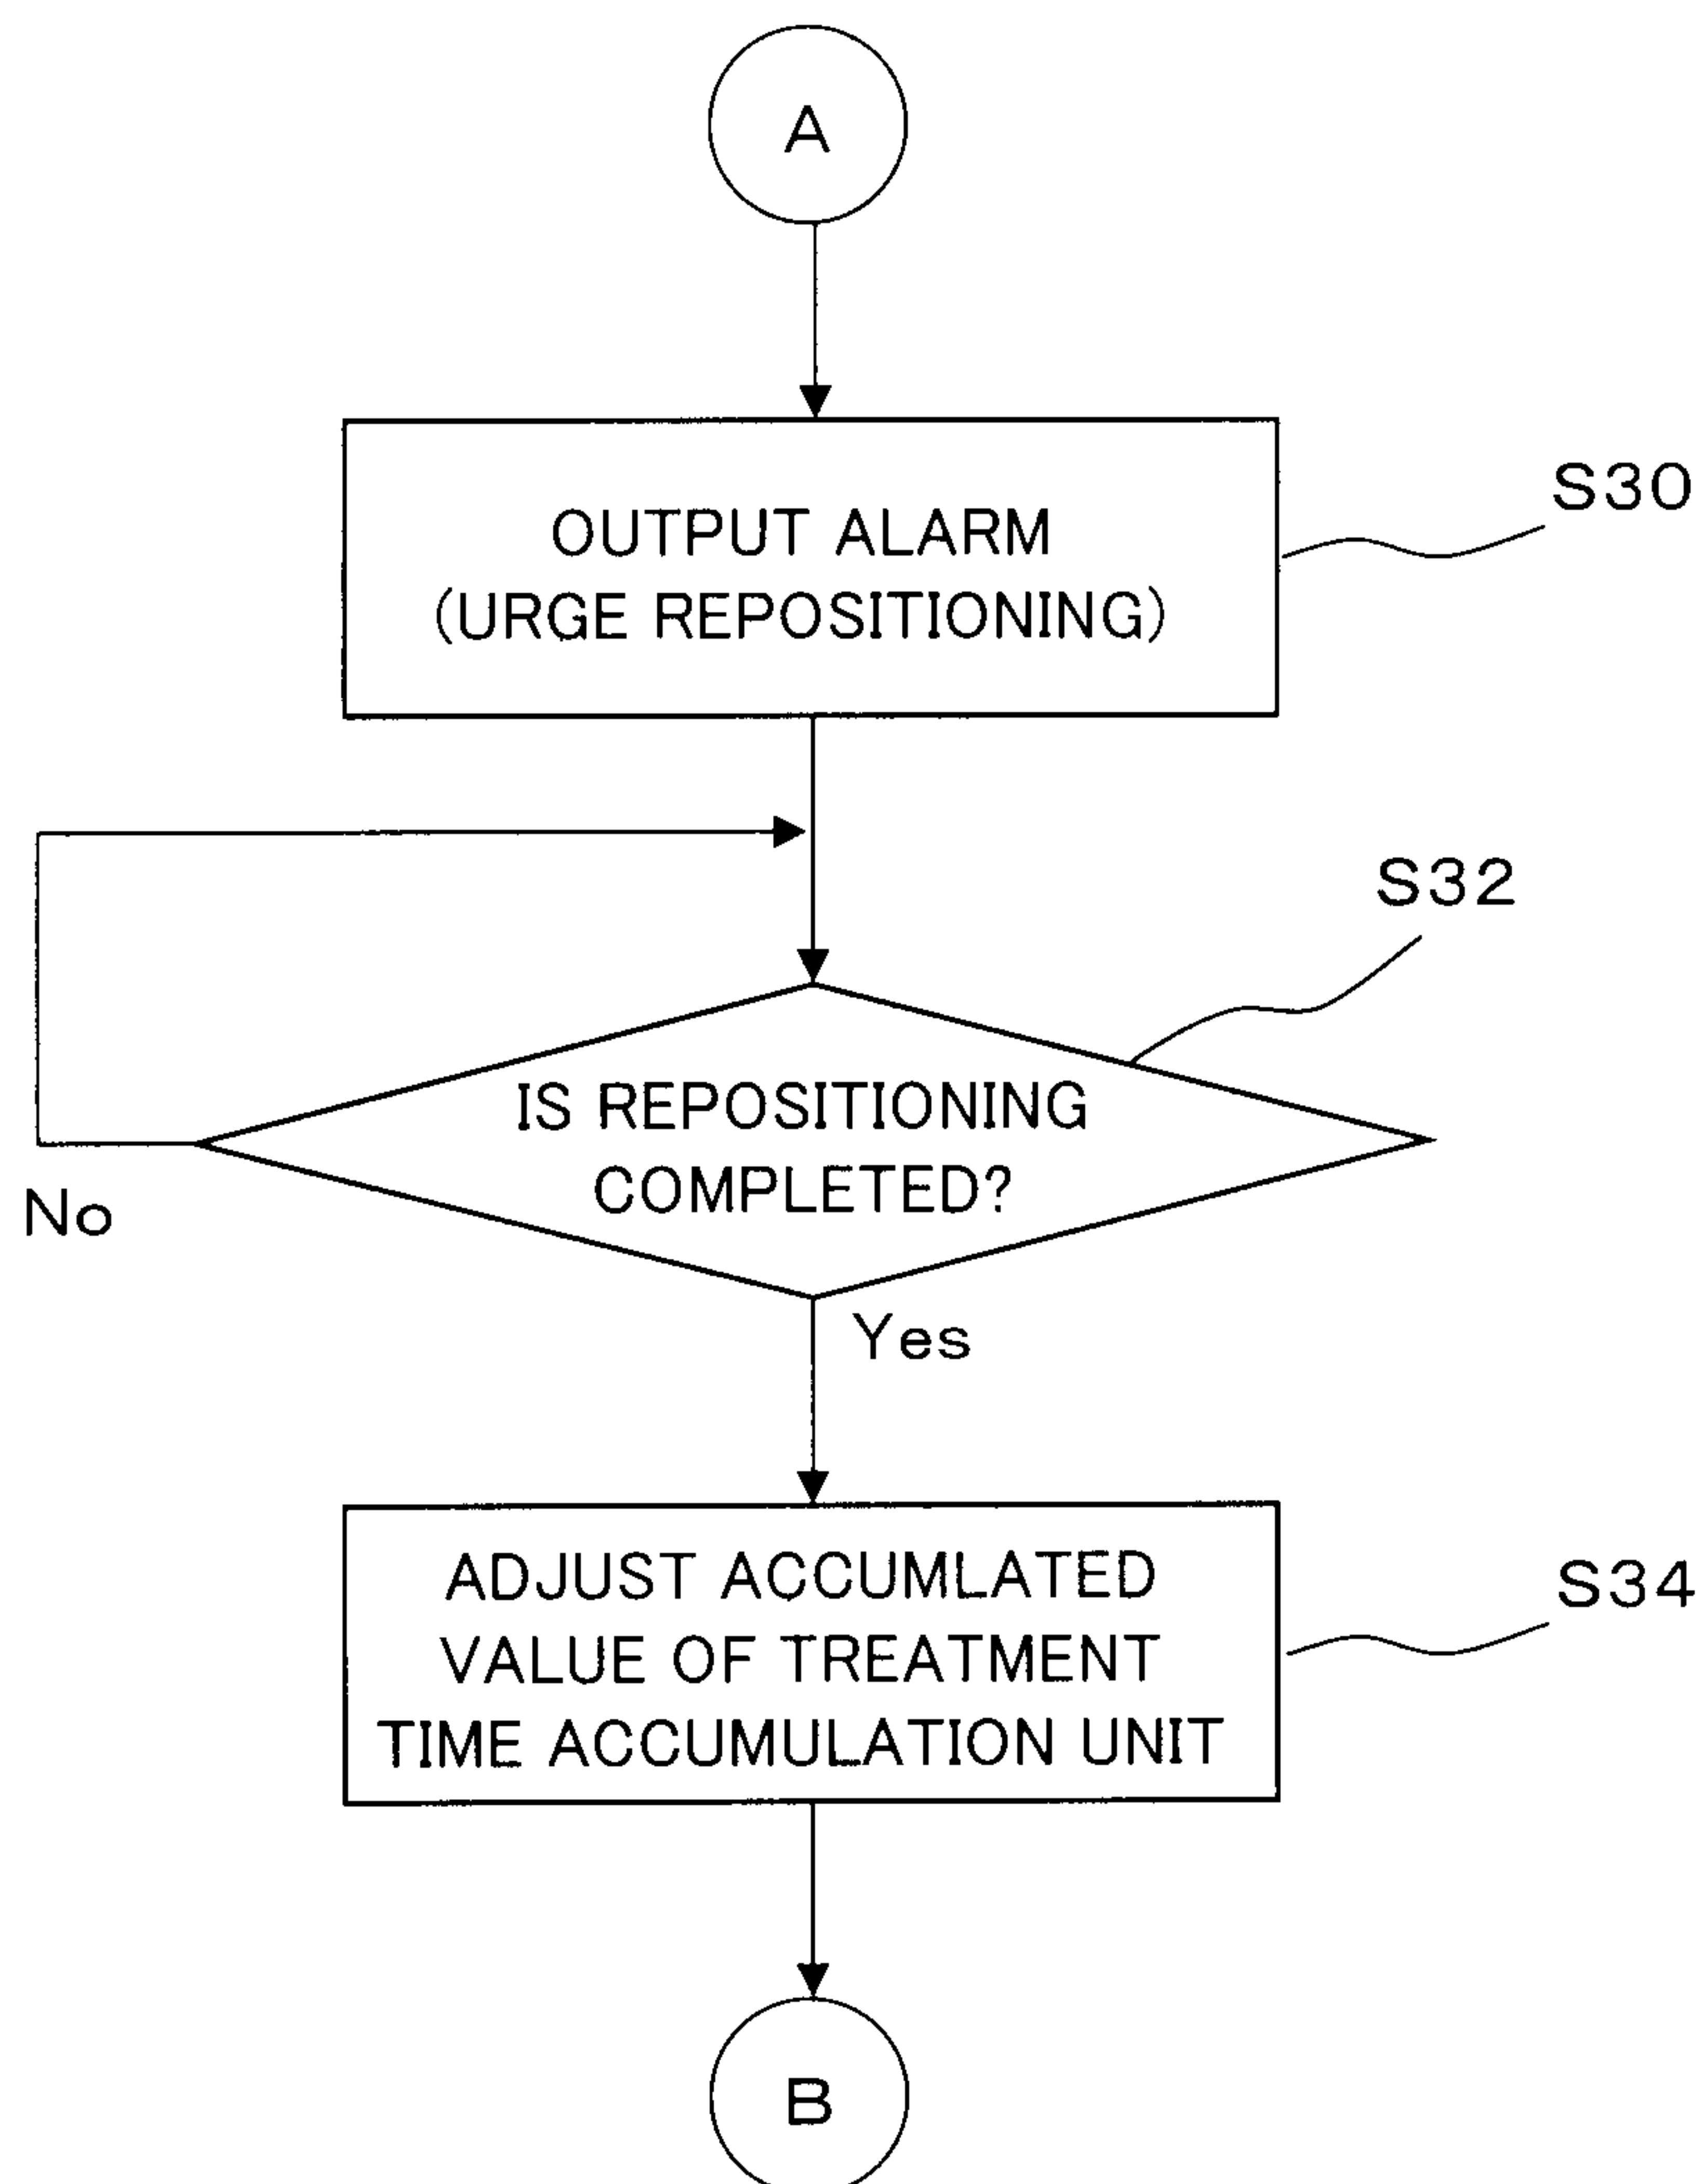 A
OUTPUT ALARM
(URGE REPOSITIONING)
S30
S32
IS REPOSITIONING
COMPLETED?
No
Yes
ADJUST ACCUMLATED
VALUE OF TREATMENT
TIME ACCUMULATION UNIT
S34
B